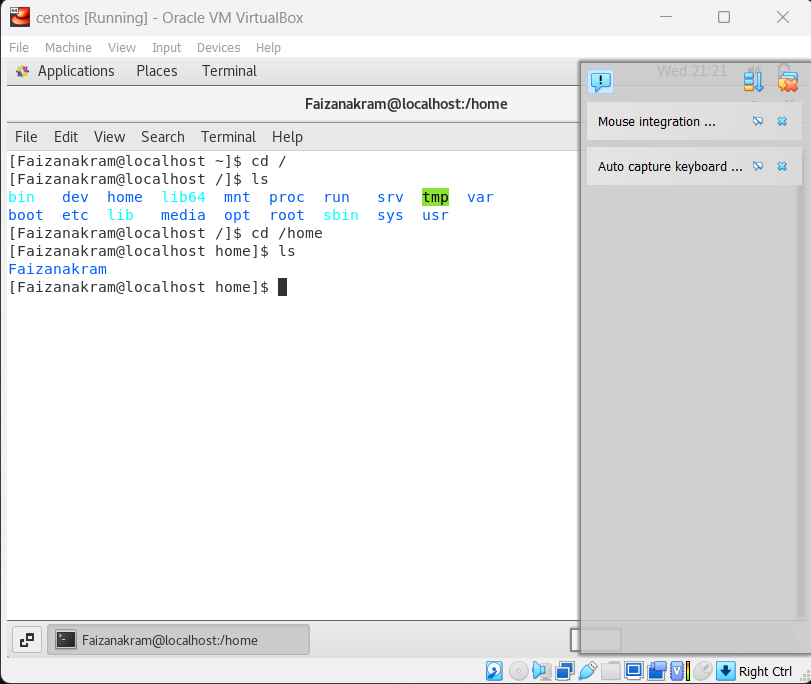 centos [Running] - Oracle VM VirtualBox
File Machine View Input Devices Help
Applications Places Terminal Wed 21:21
Faizanakram@localhost:/home
Mouse integration ...
File Edit View Search Terminal Help
[Faizanakram@localhost ~]$ cd /
Auto capture keyboard ...
[Faizanakram@localhost /]$ ls
bin dev home lib64 mnt proc run srv tmp var
boot etc lib media opt root sbin sys usr
[Faizanakram@localhost /]$ cd /home
[Faizanakram@localhost home]$ ls
Faizanakram
[Faizanakram@localhost home]$
Faizanakram@localhost:/home
Right Ctrl